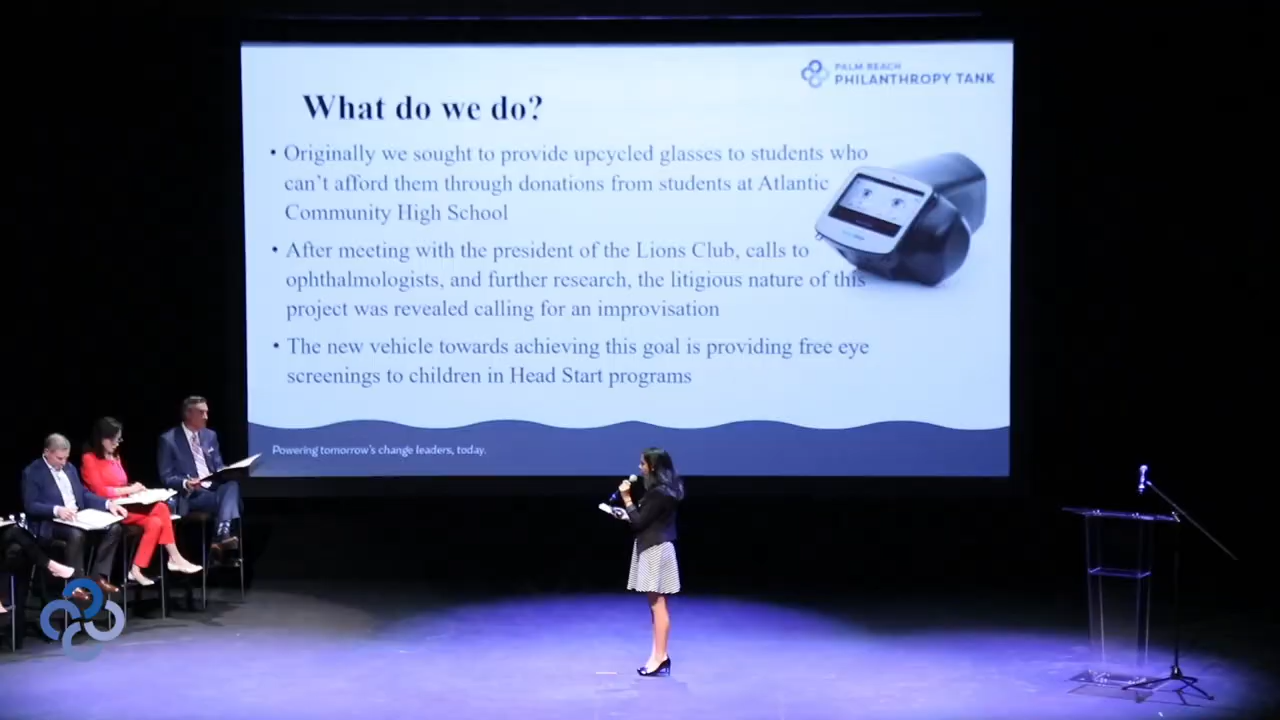 PALM BEACH
PHILANTHROPY TANK
What do we do?
• Originally we sought to provide upcycled glasses to students who
can't afford them through donations from students at Atlantic
Community High School
• After meeting with the president of the Lions Club, calls to
ophthalmologists, and further research, the litigious nature of this
project was revealed calling for an improvisation
• The new vehicle towards achieving this goal is providing free eye
screenings to children in Head Start programs
Powering tomorrow's change leaders, today.